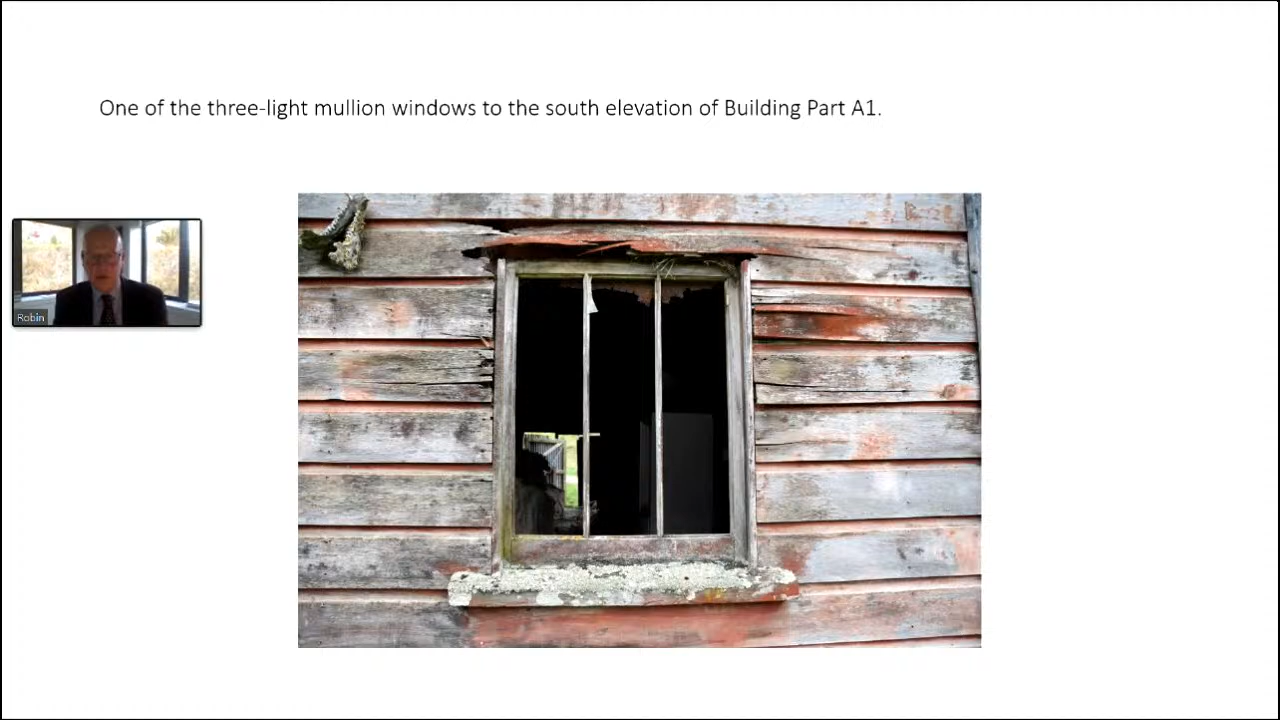 One of the three-light mullion windows to the south elevation of Building Part A1.
Robin